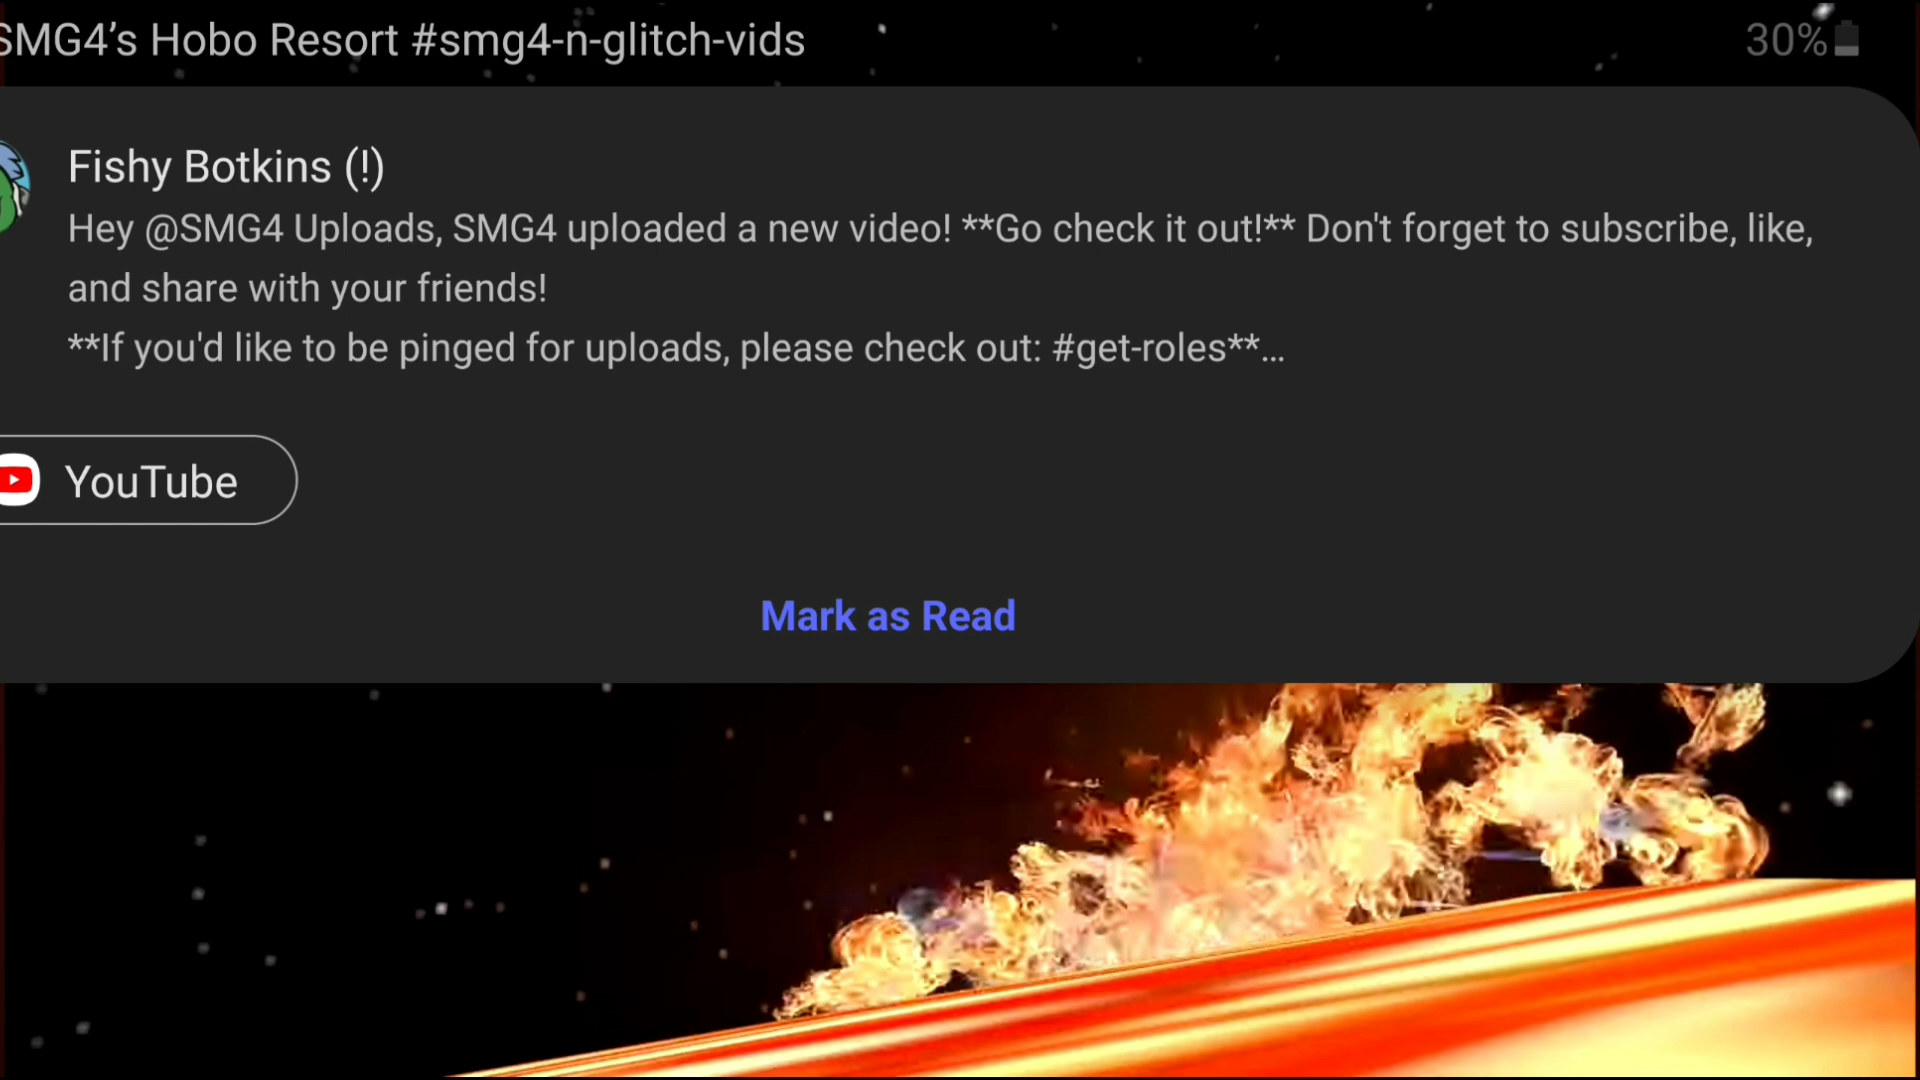 SMG4’s Hobo Resort #smg4-n-glitch-vids
30%
Fishy Botkins (!)
Hey @SMG4 Uploads, SMG4 uploaded a new video! **Go check it out!** Don't forget to subscribe, like,
and share with your friends!
**If you'd like to be pinged for uploads, please check out: #get-roles**...
YouTube
Mark as Read